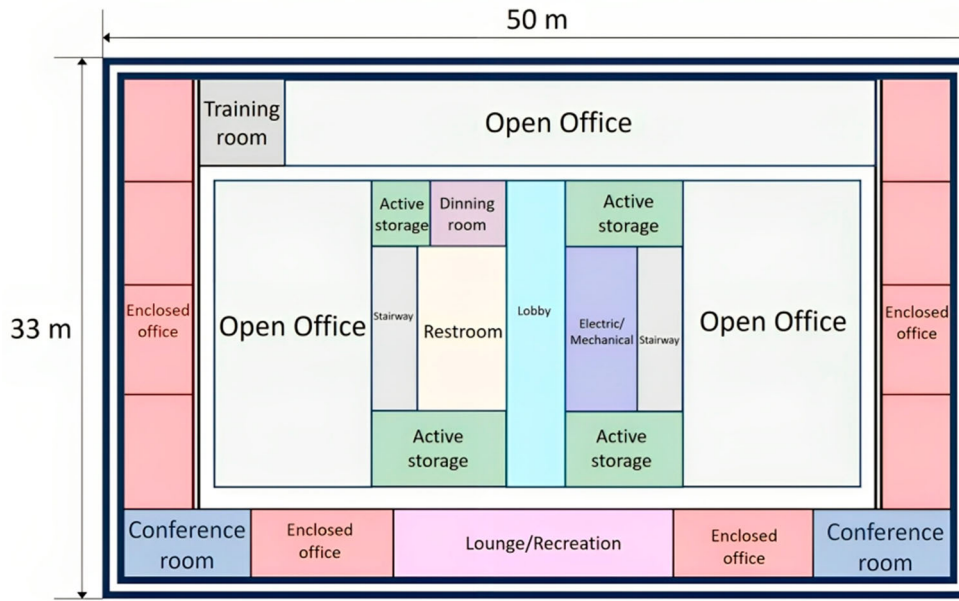 50 m
33 m
Training
room
Open Office
Active
storage
Dinning
room
Active
storage
Enclosed
office
Open Office
Stairway
Restroom
Lobby
Electric/
Mechanical
Stairway
Open Office
Enclosed
office
Active
storage
Active
storage
Conference
room
Enclosed
office
Lounge/Recreation
Enclosed
office
Conference
room